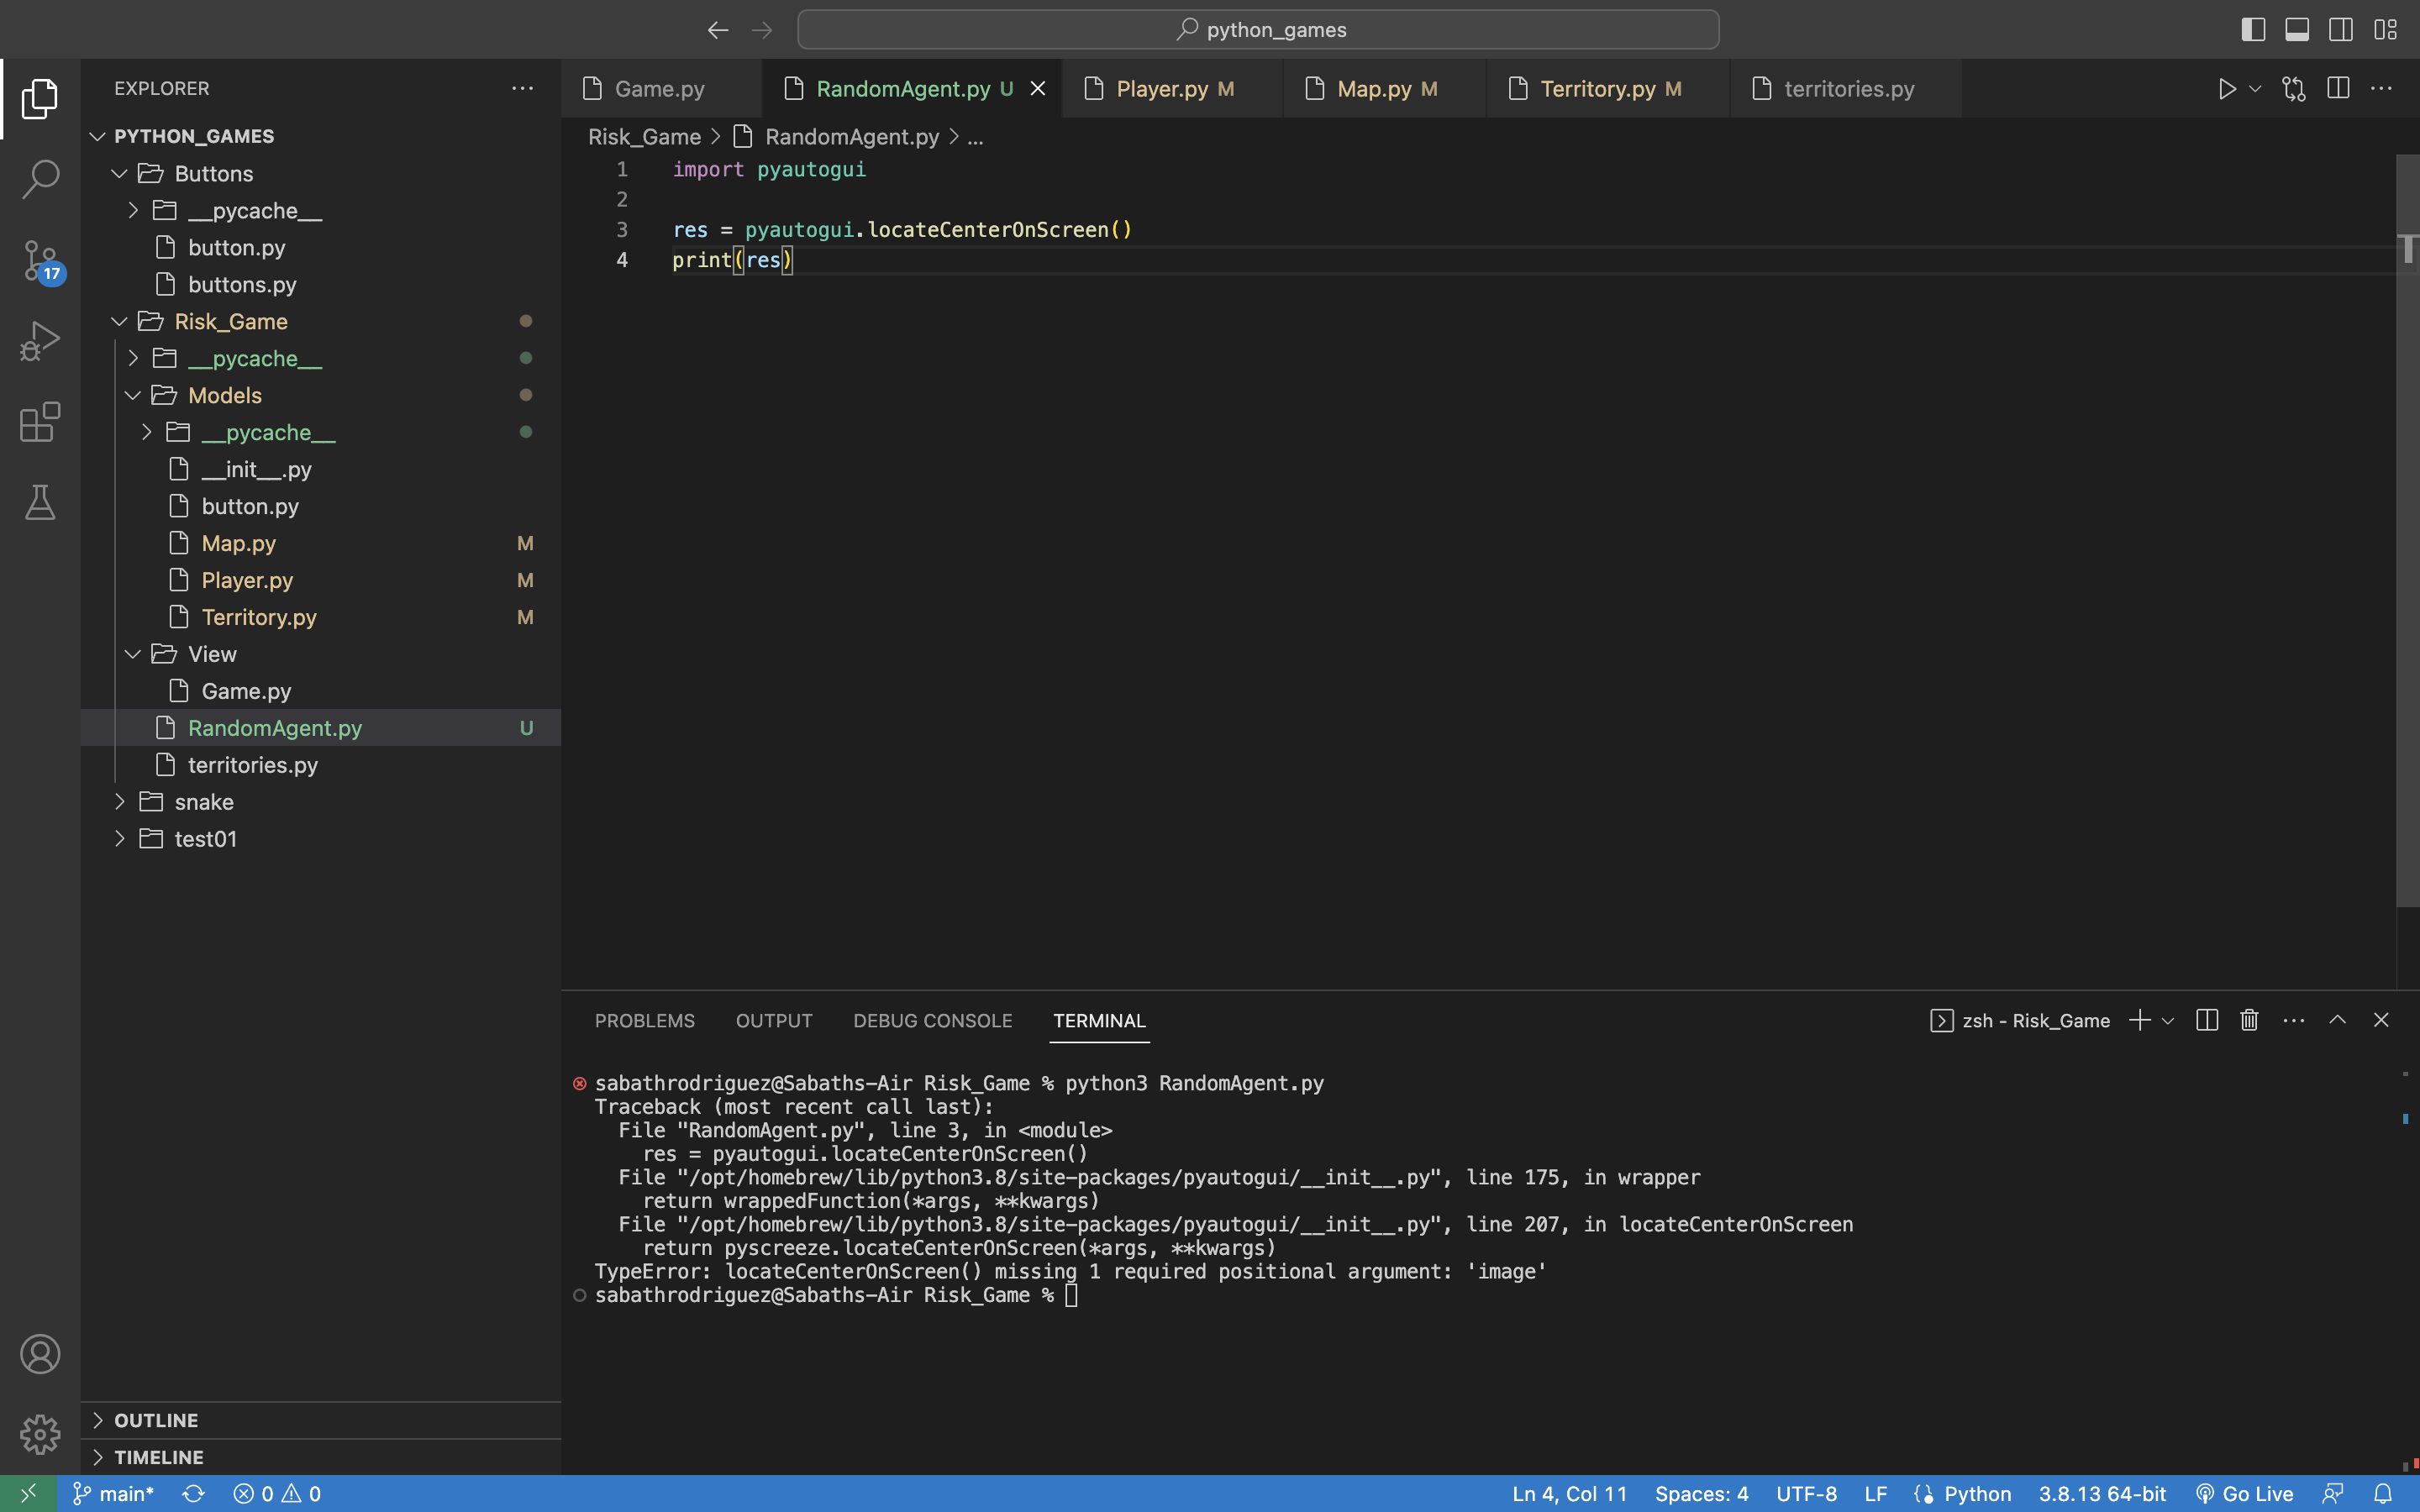 python_games
EXPLORER
PYTHON_GAMES
Buttons
__pycache__
button.py
buttons.py
Risk_Game
__pycache__
Models
__pycache__
__init__.py
button.py
Map.py M
Player.py M
Territory.py M
View
Game.py
RandomAgent.py U
territories.py
snake
test01
OUTLINE
TIMELINE
17
Game.py RandomAgent.py U Player.py M Map.py M Territory.py M territories.py
Risk_Game > RandomAgent.py > ...
1 import pyautogui
2
3 res = pyautogui.locateCenterOnScreen()
4 print(res)
PROBLEMS OUTPUT DEBUG CONSOLE TERMINAL zsh - Risk_Game
sabathrodriguez@Sabaths-Air Risk_Game % python3 RandomAgent.py
Traceback (most recent call last):
File "RandomAgent.py", line 3, in <module>
res = pyautogui.locateCenterOnScreen()
File "/opt/homebrew/lib/python3.8/site-packages/pyautogui/__init__.py", line 175, in wrapper
return wrappedFunction(*args, **kwargs)
File "/opt/homebrew/lib/python3.8/site-packages/pyautogui/__init__.py", line 207, in locateCenterOnScreen
return pyscreeze.locateCenterOnScreen(*args, **kwargs)
TypeError: locateCenterOnScreen() missing 1 required positional argument: 'image'
sabathrodriguez@Sabaths-Air Risk_Game %
main* 0 0 Ln 4, Col 11 Spaces: 4 UTF-8 LF Python 3.8.13 64-bit Go Live